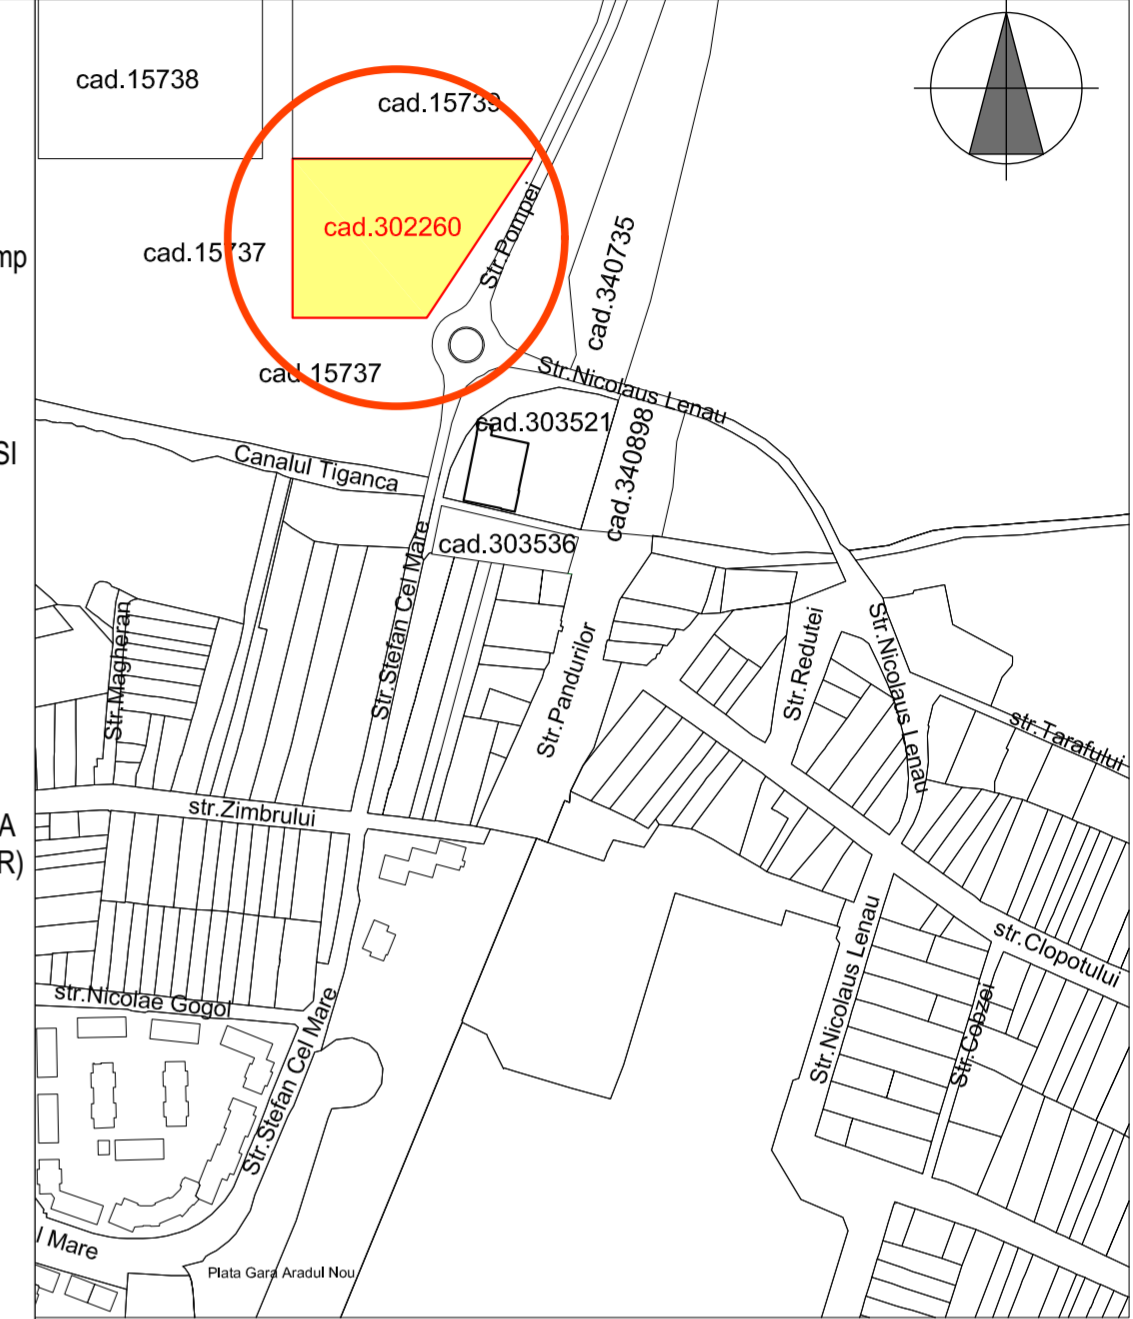 cad.15738
cad.15739
cad.302260
Str.Pompei
cad.15737
mp
cad.340735
cad.15737
Str.Nicolaus Lenau
cad.303521
SI
Canalul Tiganca
cad.340898
cad.303536
Str.Stefan Cel Mare
Str.Magheran
Str.Redutei
Str.Nicolaus Lenau
Str.Pandurilor
str.Tarafului
str.Zimbrului
A
R)
str.Clopotului
Str.Nicolaus Lenau
str.Nicolae Gogol
Str.Cobzei
Str.Stefan Cel Mare
l Mare
Plata Gara Aradul Nou